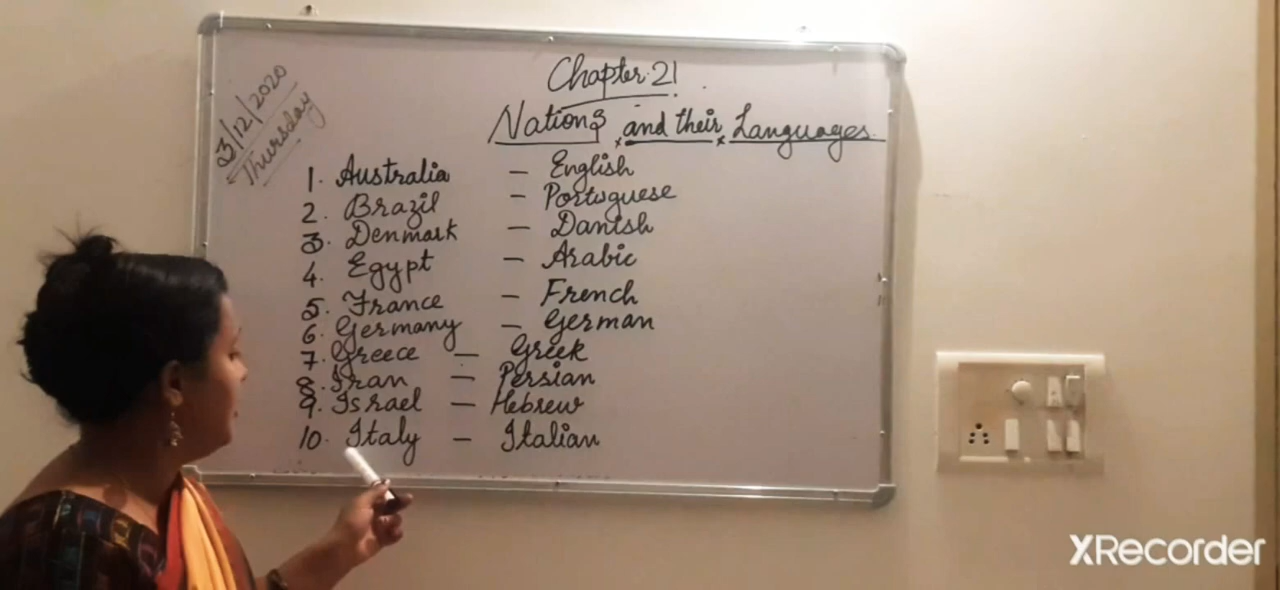 3/12/2020
Thursday
Chapter 21
Nations and their Languages
1. Australia – English
2. Brazil – Portuguese
3. Denmark – Danish
4. Egypt – Arabic
5. France – French
6. Germany – German
7. Greece – Greek
8. Iran – Persian
9. Israel – Hebrew
10. Italy – Italian
XRecorder